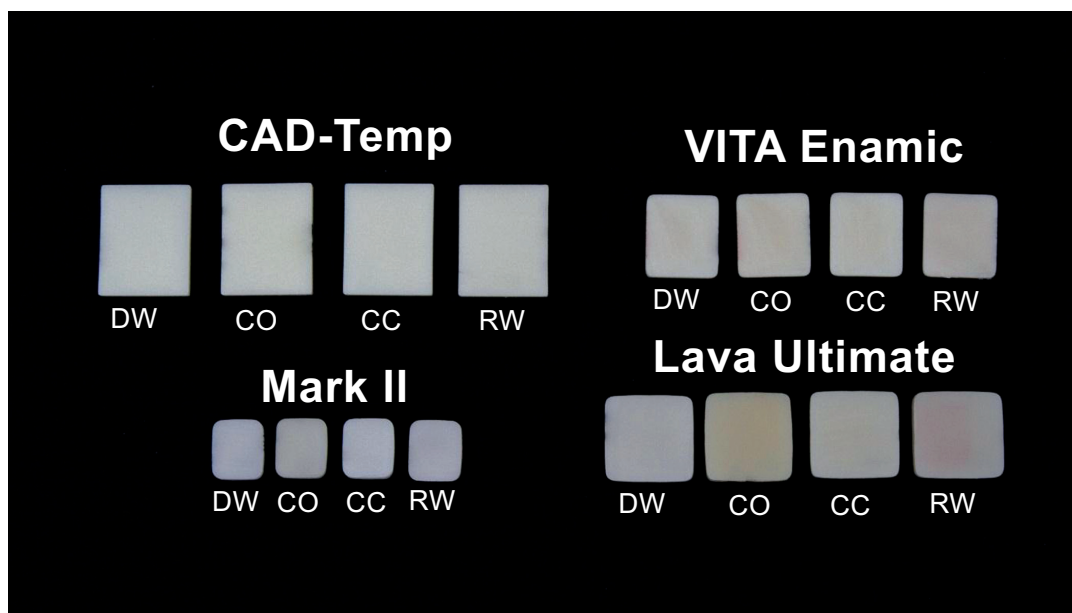 CAD-Temp
DW CO CC RW
VITA Enamic
DW CO CC RW
Mark II
DW CO CC RW
Lava Ultimate
DW CO CC RW